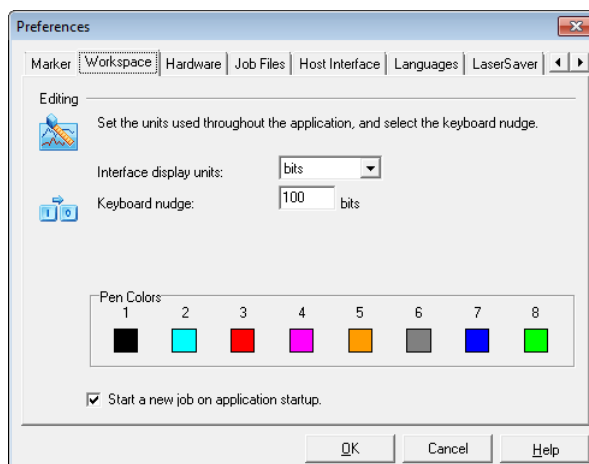 Preferences
Marker Workspace Hardware Job Files Host Interface Languages LaserSaver
Editing
Set the units used throughout the application, and select the keyboard nudge.
Interface display units: bits
Keyboard nudge: 100 bits
I 0
Pen Colors
1 2 3 4 5 6 7 8
Start a new job on application startup.
OK Cancel Help